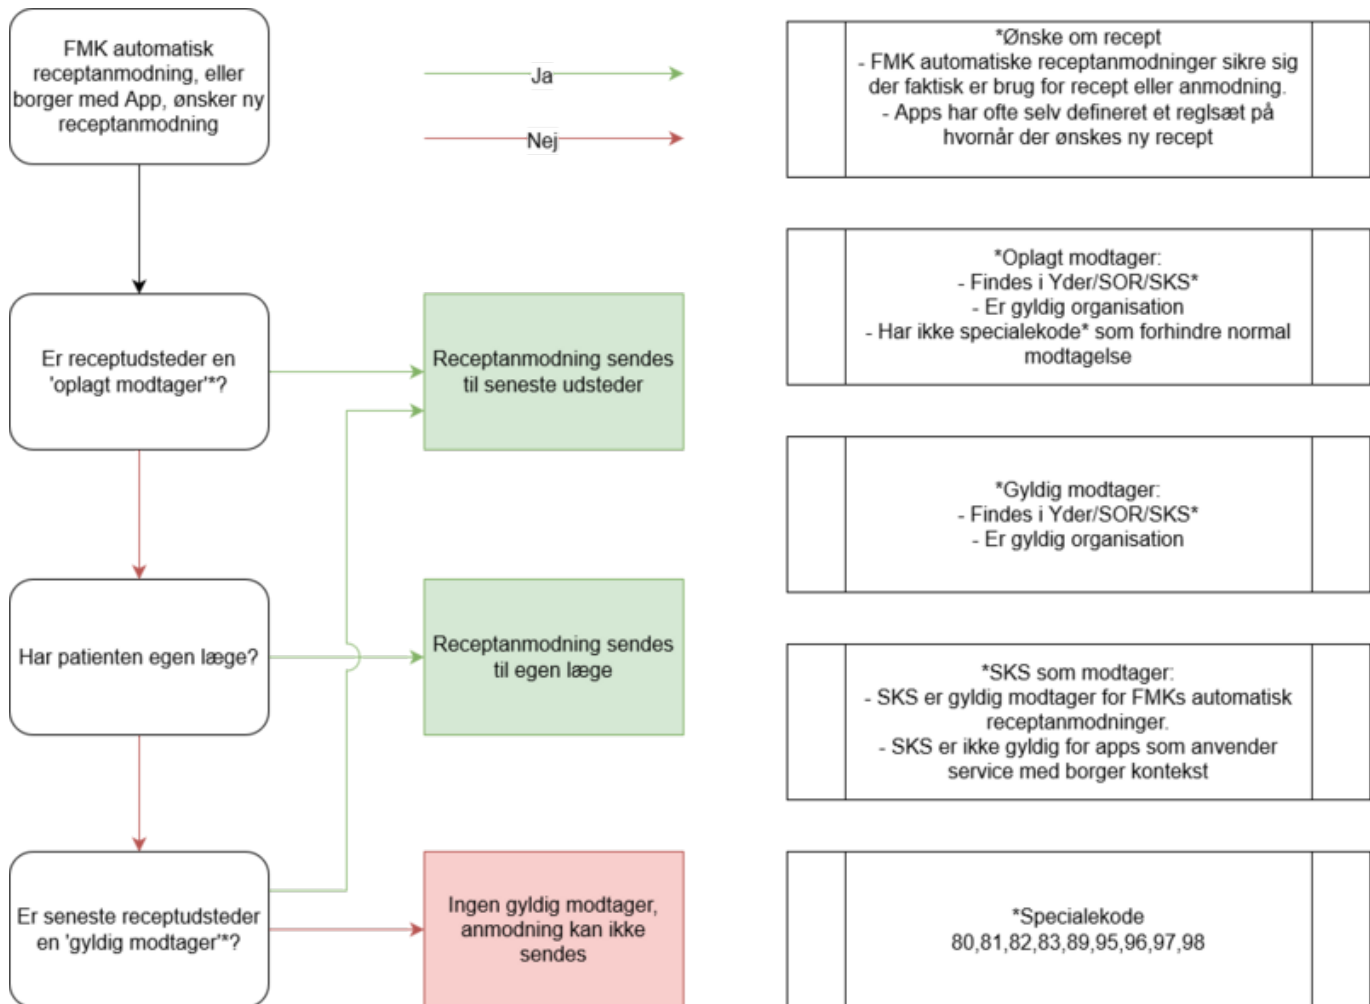 FMK automatisk
receptanmodning, eller
borger med App, ønsker ny
receptanmodning
Ja
Nej
*Ønske om recept
- FMK automatiske receptanmodninger sikre sig
der faktisk er brug for recept eller anmodning.
- Apps har ofte selv defineret et reglsæt på
hvornår der ønskes ny recept
Er receptudsteder en
'oplagt modtager'*?
Receptanmodning sendes
til seneste udsteder
*Oplagt modtager:
- Findes i Yder/SOR/SKS*
- Er gyldig organisation
- Har ikke specialekode* som forhindre normal
modtagelse
*Gyldig modtager:
- Findes i Yder/SOR/SKS*
- Er gyldig organisation
Har patienten egen læge?
Receptanmodning sendes
til egen læge
*SKS som modtager:
- SKS er gyldig modtager for FMKs automatisk
receptanmodninger.
- SKS er ikke gyldig for apps som anvender
service med borger kontekst
Er seneste receptudsteder
en 'gyldig modtager'*?
Ingen gyldig modtager,
anmodning kan ikke
sendes
*Specialekode
80,81,82,83,89,95,96,97,98